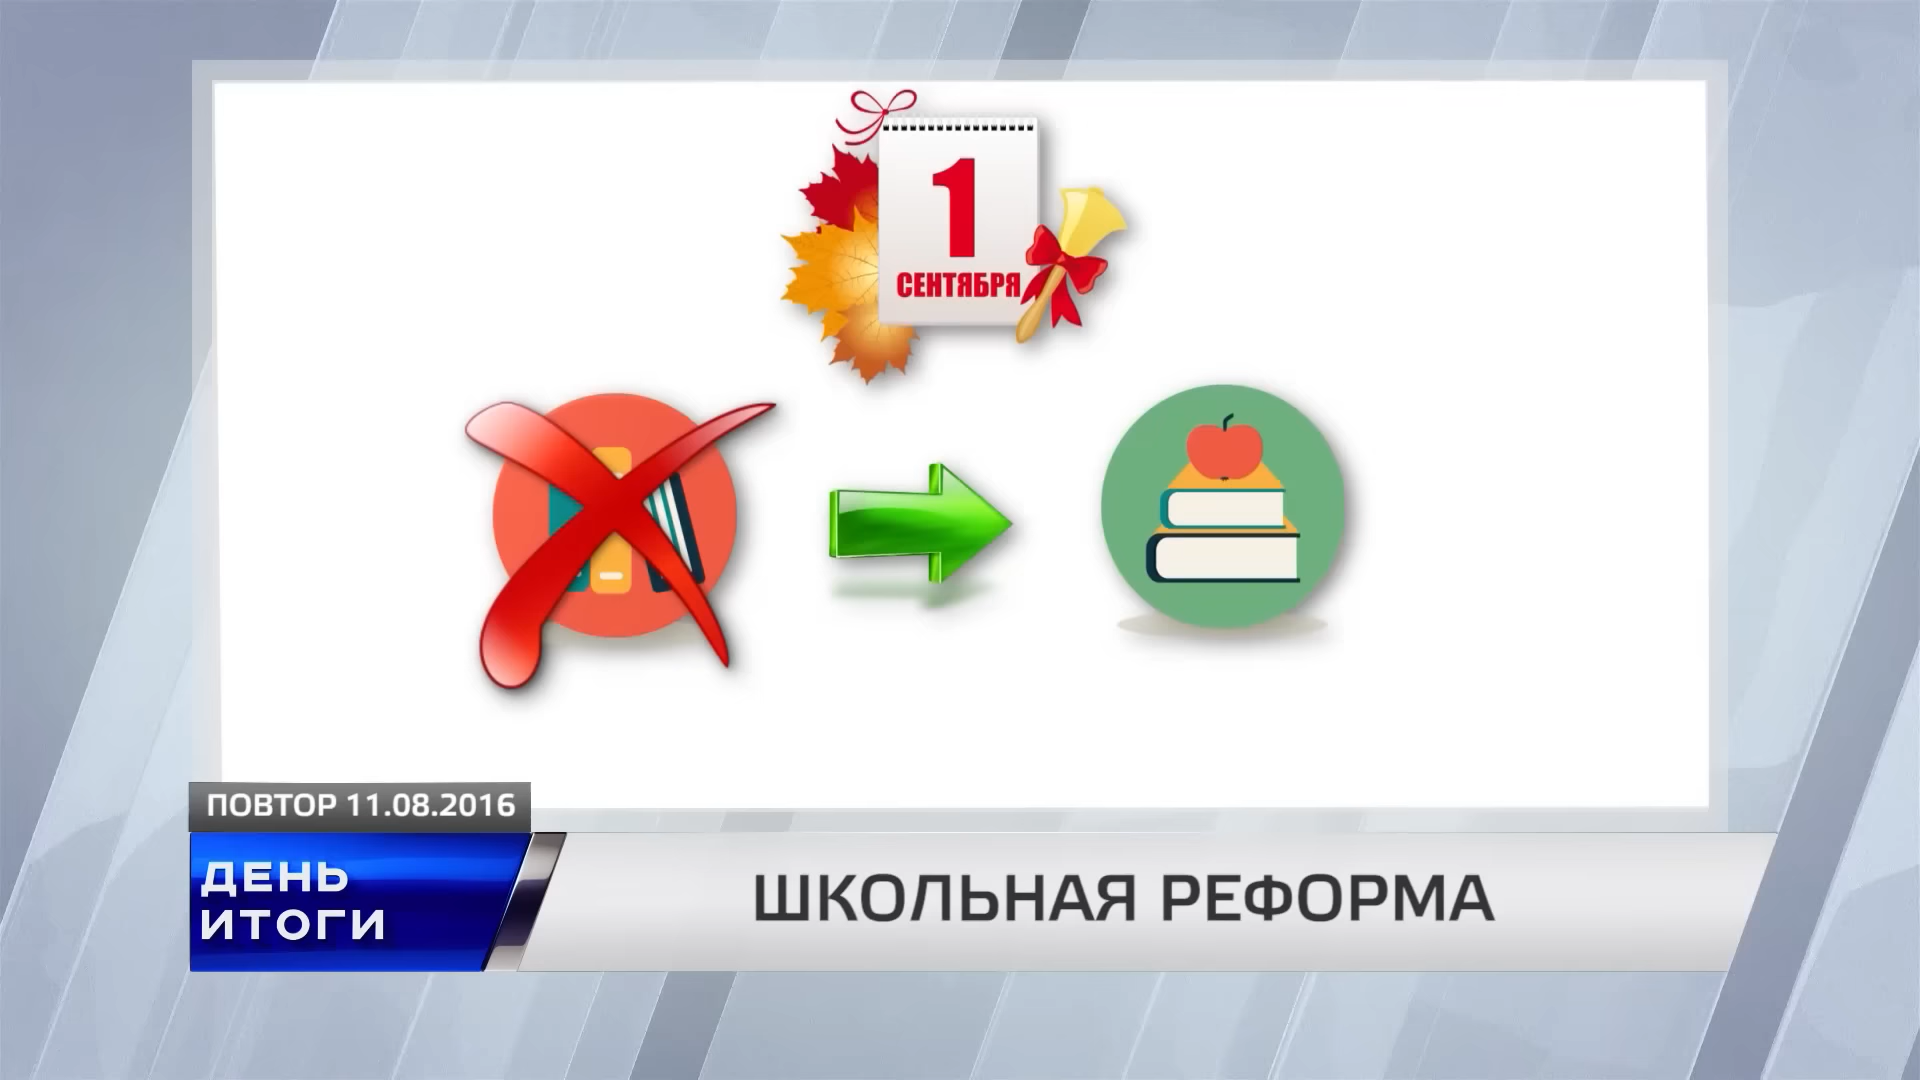 1
СЕНТЯБРЯ
ПОВТОР 11.08.2016
ДЕНЬ
ИТОГИ
ШКОЛЬНАЯ РЕФОРМА